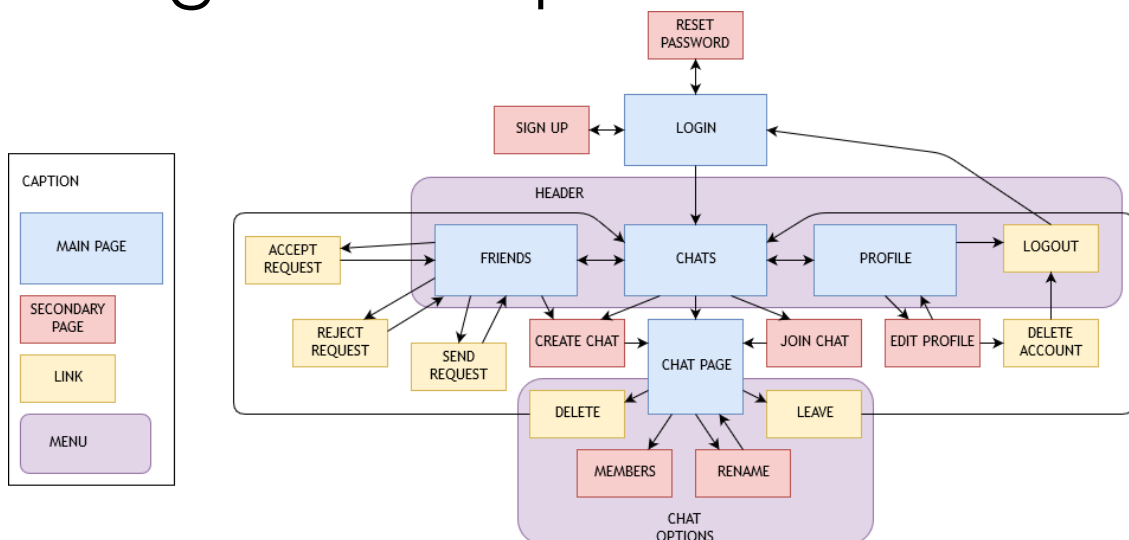 RESET
PASSWORD
SIGN UP
LOGIN
CAPTION
MAIN PAGE
SECONDARY
PAGE
LINK
MENU
HEADER
ACCEPT
REQUEST
FRIENDS
CHATS
PROFILE
LOGOUT
REJECT
REQUEST
SEND
REQUEST
CREATE CHAT
CHAT PAGE
JOIN CHAT
EDIT PROFILE
DELETE
ACCOUNT
DELETE
LEAVE
MEMBERS
RENAME
CHAT
OPTIONS